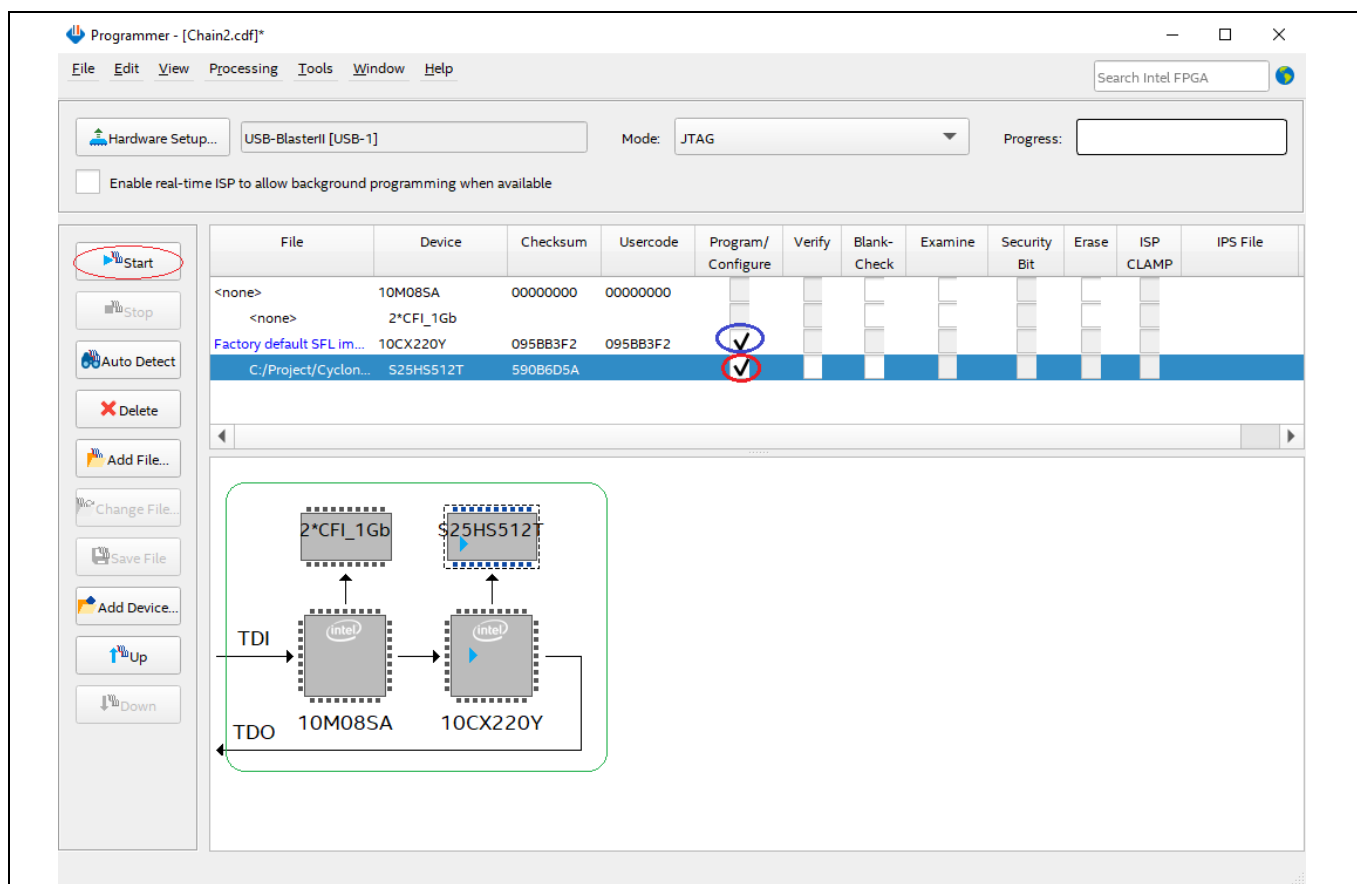 Programmer - [Chain2.cdf]*
File Edit View Processing Tools Window Help
Search Intel FPGA
Hardware Setup... USB-BlasterII [USB-1] Mode: JTAG Progress:
Enable real-time ISP to allow background programming when available
File Device Checksum Usercode Program/ Verify Blank- Examine Security Erase ISP IPS File
Configure Check Bit CLAMP
<none> 10M08SA 00000000 00000000
<none> 2*CFI_1Gb
Factory default SFL im... 10CX220Y 095BB3F2 095BB3F2
C:/Project/Cyclon... S25HS512T 590B6D5A
Start
Stop
Auto Detect
Delete
Add File...
Change File...
Save File
Add Device...
Up
Down
2*CFI_1Gb S25HS512T
intel intel
TDI
10M08SA 10CX220Y
TDO